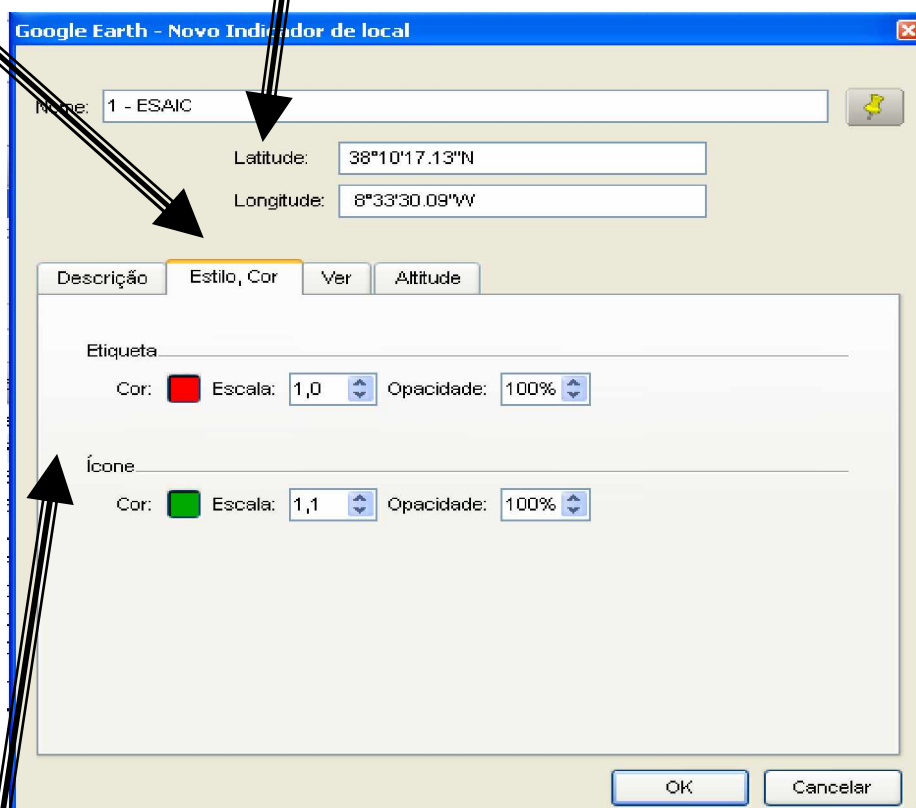 Google Earth - Novo Indicador de local
Nome: 1 - ESAIC
Latitude: 38°10'17.13"N
Longitude: 8°33'30.09"W
Descrição Estilo, Cor Ver Altitude
Etiqueta
Cor: Escala: 1,0 Opacidade: 100%
Ícone
Cor: Escala: 1,1 Opacidade: 100%
OK Cancelar